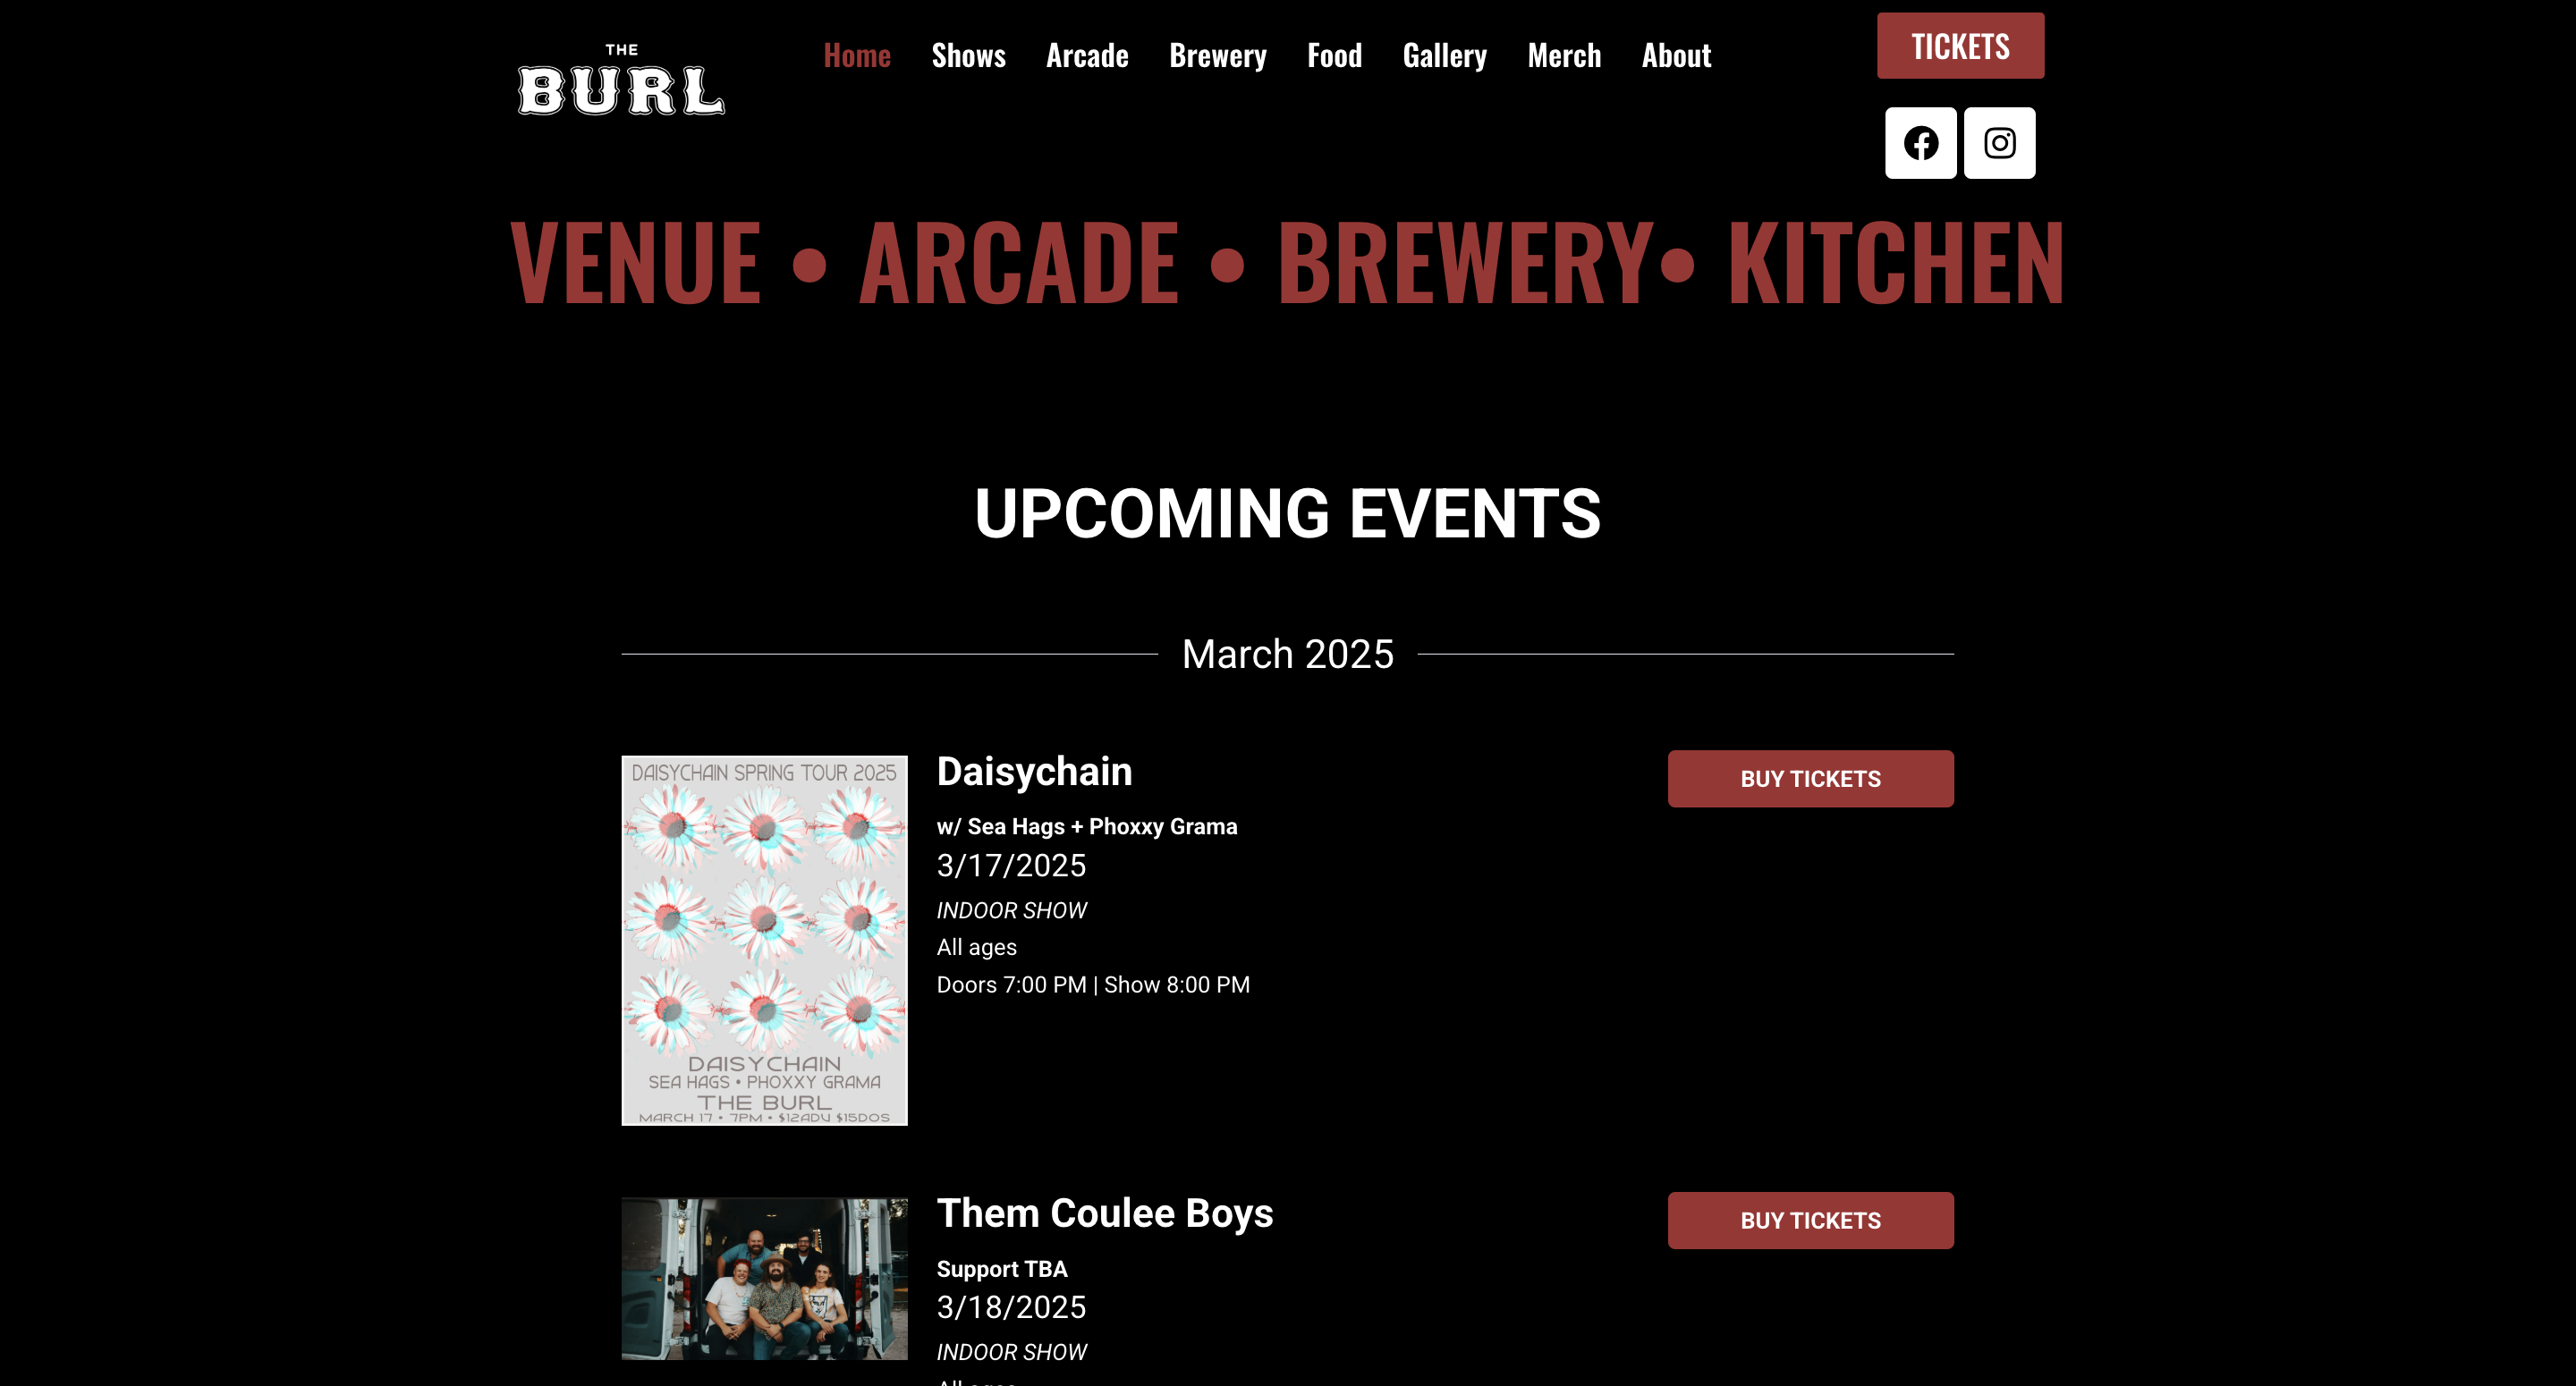 THE
BURL
Home Shows Arcade Brewery Food Gallery Merch About
TICKETS
VENUE • ARCADE • BREWERY• KITCHEN
UPCOMING EVENTS
March 2025
DAISYCHAIN SPRING TOUR 2025
DAISYCHAIN
SEA HAGS • PHOXXY GRAMA
THE BURL
MARCH 17 • 7PM • $12ADV $15DOS
Daisychain
w/ Sea Hags + Phoxxy Grama
3/17/2025
INDOOR SHOW
All ages
Doors 7:00 PM | Show 8:00 PM
BUY TICKETS
Them Coulee Boys
Support TBA
3/18/2025
INDOOR SHOW
All ages
BUY TICKETS